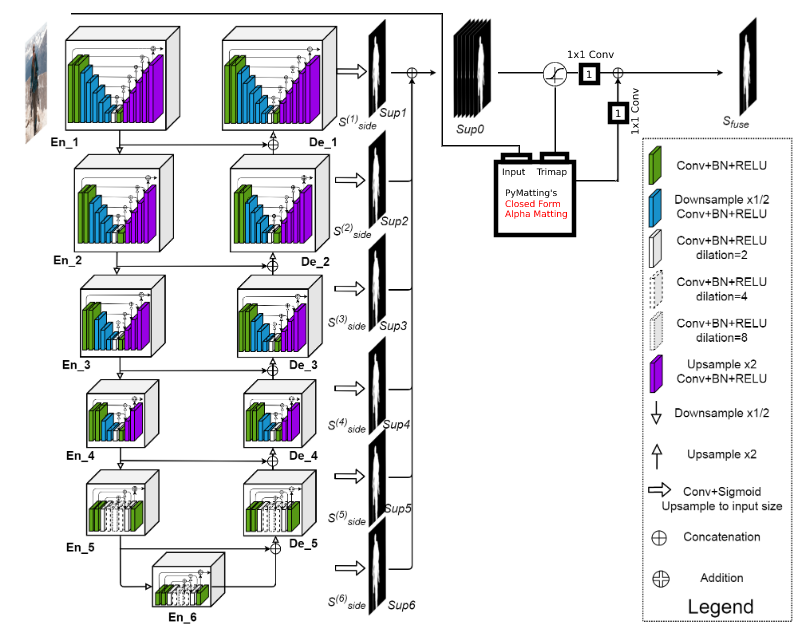 1x1 Conv
1
1
1x1 Conv
S(1)side
Sup1
Sup0
Sfuse
En_1
De_1
Input
Trimap
PyMatting's
Closed Form
Alpha Matting
S(2)side
Sup2
En_2
De_2
S(3)side
Sup3
En_3
De_3
S(4)side
Sup4
En_4
De_4
S(5)side
Sup5
En_5
De_5
S(6)side
Sup6
En_6
Conv+BN+RELU
Downsample x1/2
Conv+BN+RELU
Conv+BN+RELU
dilation=2
Conv+BN+RELU
dilation=4
Conv+BN+RELU
dilation=8
Upsample x2
Conv+BN+RELU
Downsample x1/2
Upsample x2
Conv+Sigmoid
Upsample to input size
Concatenation
Addition
Legend